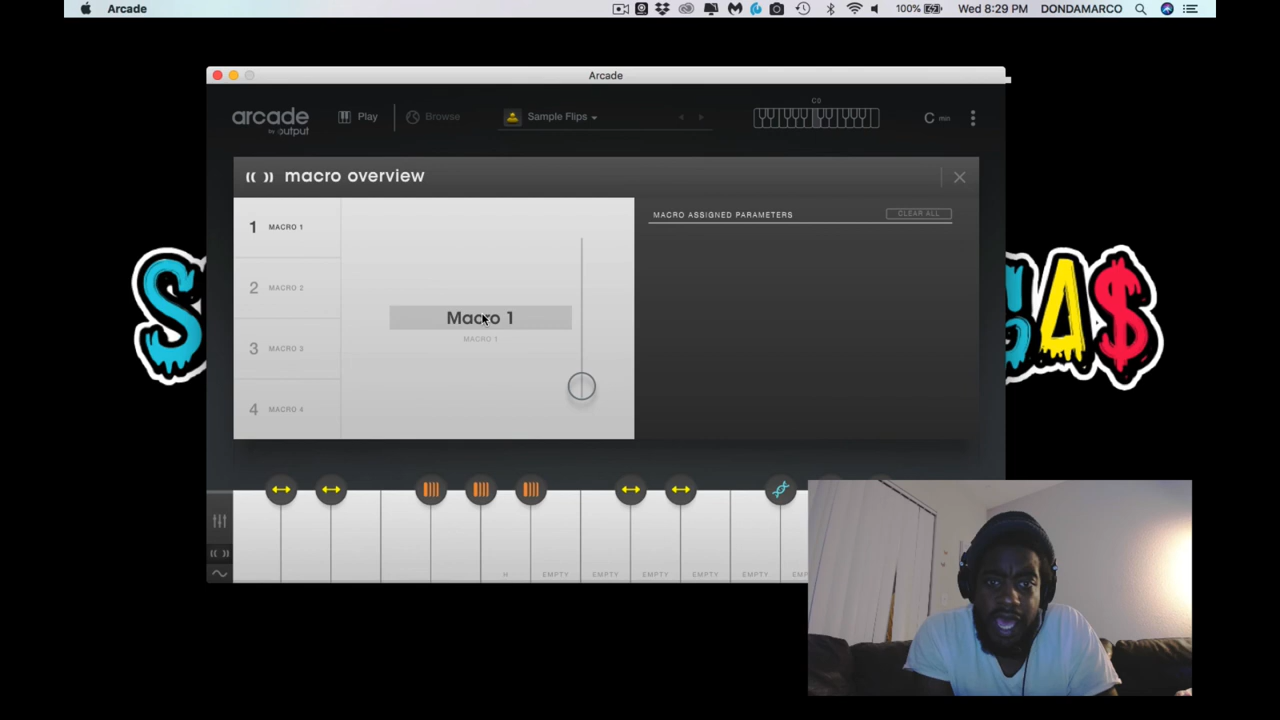 Arcade
100%
Wed 8:29 PM
DONDAMARCO
Arcade
arcade
by output
Play
Browse
Sample Flips
C0
C min
macro overview
1 MACRO 1
2 MACRO 2
3 MACRO 3
4 MACRO 4
Macro 1
MACRO 1
MACRO ASSIGNED PARAMETERS
CLEAR ALL
H
EMPTY
EMPTY
EMPTY
EMPTY
EMPTY